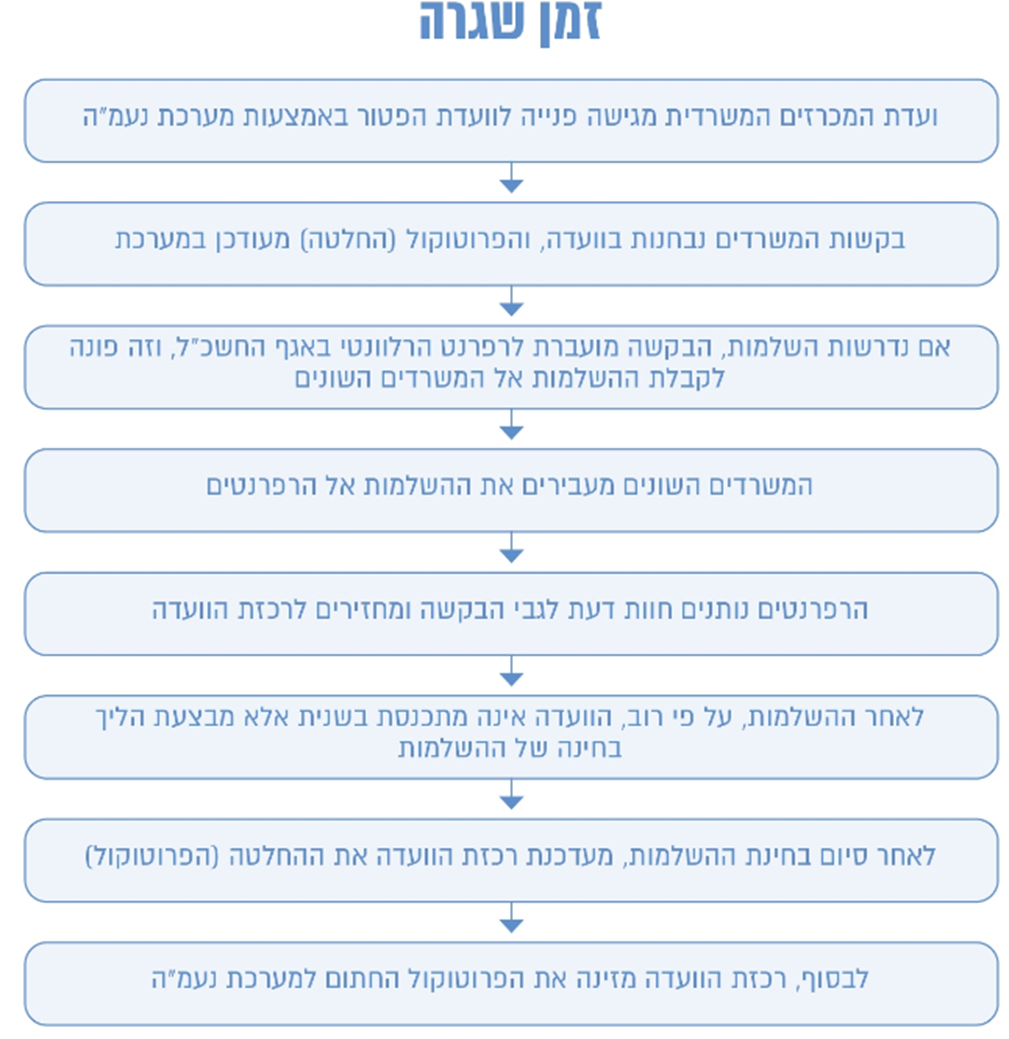 זמן שגרה
ועדת המכרזים המשרדית מגישה פנייה לוועדת הפטור באמצעות מערכת נעמ"ה
בקשות המשרדים נבחנות בוועדה, והפרוטוקול (החלטה) מעודכן במערכת
אם נדרשות השלמות, הבקשה מועברת לרפרנט הרלוונטי באגף החשכ"ל, וזה פונה
לקבלת ההשלמות אל המשרדים השונים
המשרדים השונים מעבירים את ההשלמות אל הרפרנטים
הרפרנטים נותנים חוות דעת לגבי הבקשה ומחזירים לרכזת הוועדה
לאחר ההשלמות, על פי רוב, הוועדה אינה מתכנסת בשנית אלא מבצעת הליך
בחינה של ההשלמות
לאחר סיום בחינת ההשלמות, מעדכנת רכזת הוועדה את ההחלטה (הפרוטוקול)
לבסוף, רכזת הוועדה מזינה את הפרוטוקול החתום למערכת נעמ"ה